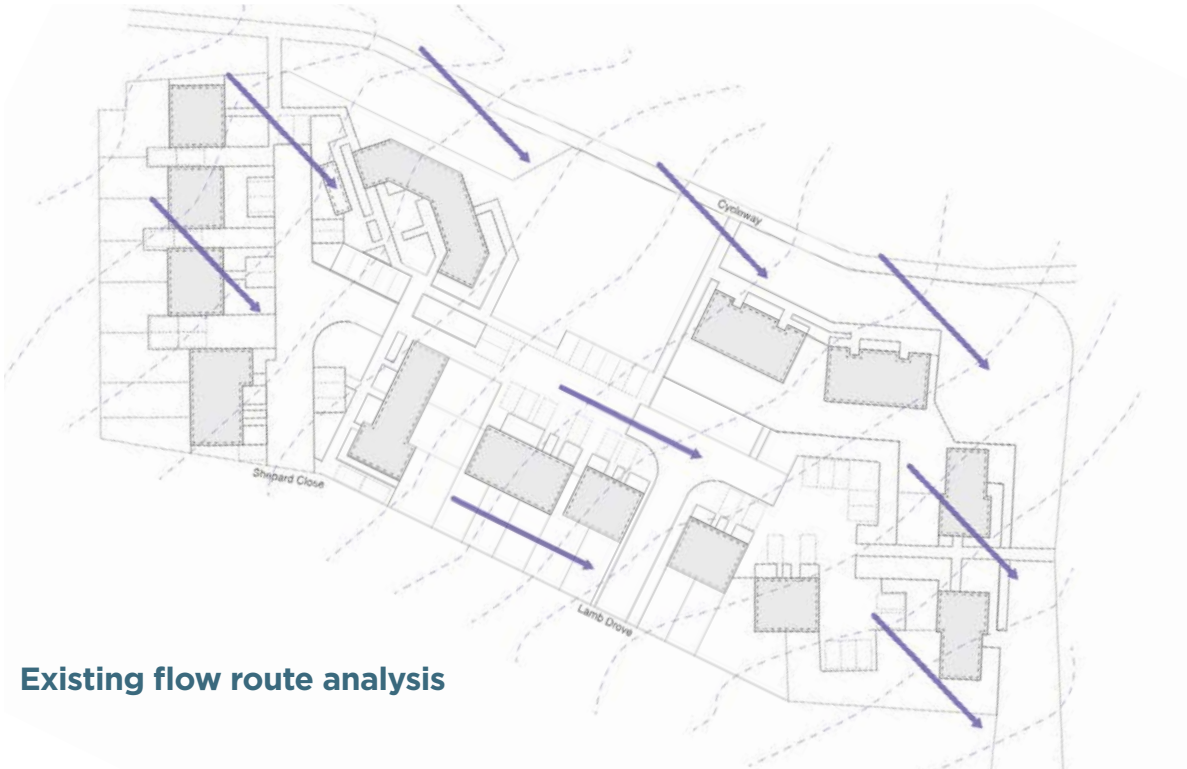 Cycleway
Shepard Close
Lamb Drove
Existing flow route analysis